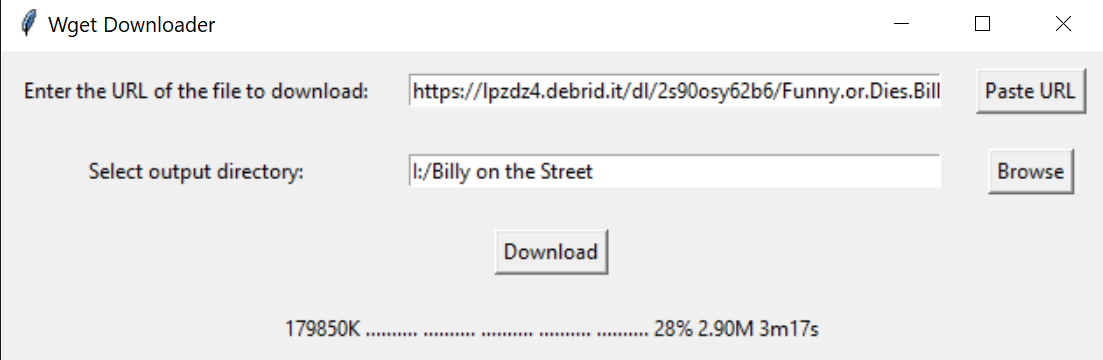 Wget Downloader
Enter the URL of the file to download: https://lpzdz4.debrid.it/dl/2s90osy62b6/Funny.or.Dies.Bill Paste URL
Select output directory: I:/Billy on the Street Browse
Download
179850K .......... .......... .......... .......... .......... 28% 2.90M 3m17s